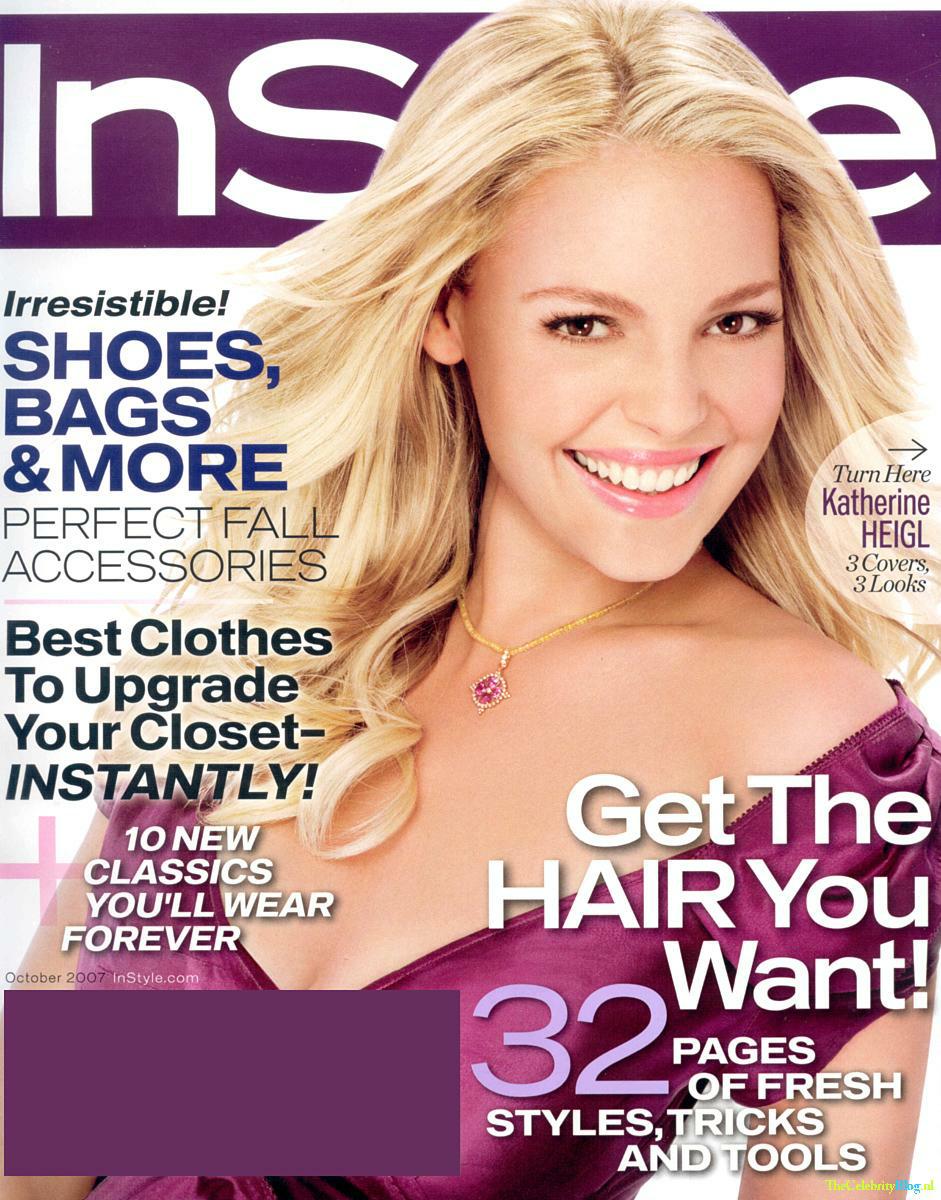 InStyle
Irresistible!
SHOES,
BAGS
& MORE
PERFECT FALL
ACCESSORIES
Best Clothes
To Upgrade
Your Closet–
INSTANTLY!
+ 10 NEW
CLASSICS
YOU'LL WEAR
FOREVER
October 2007 InStyle.com
Turn Here
Katherine
HEIGL
3 Covers,
3 Looks
Get The
HAIR You
Want!
32 PAGES
OF FRESH
STYLES, TRICKS
AND TOOLS
TheCelebrityBlog.nl